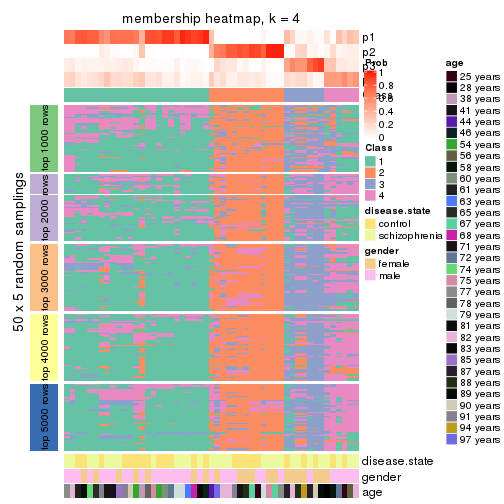 membership heatmap, k = 4
p1
p2
p3
Prob
1
0.8
0.6
0.4
0.2
0
Class
1
2
3
4
disease.state
control
schizophrenia
gender
female
male
age
25 years
28 years
38 years
41 years
44 years
46 years
54 years
56 years
58 years
60 years
61 years
63 years
65 years
67 years
68 years
71 years
72 years
74 years
75 years
77 years
78 years
79 years
81 years
82 years
83 years
85 years
87 years
88 years
89 years
90 years
91 years
94 years
97 years
50 x 5 random samplings
top 1000 rows
top 2000 rows
top 3000 rows
top 4000 rows
top 5000 rows
disease.state
gender
age